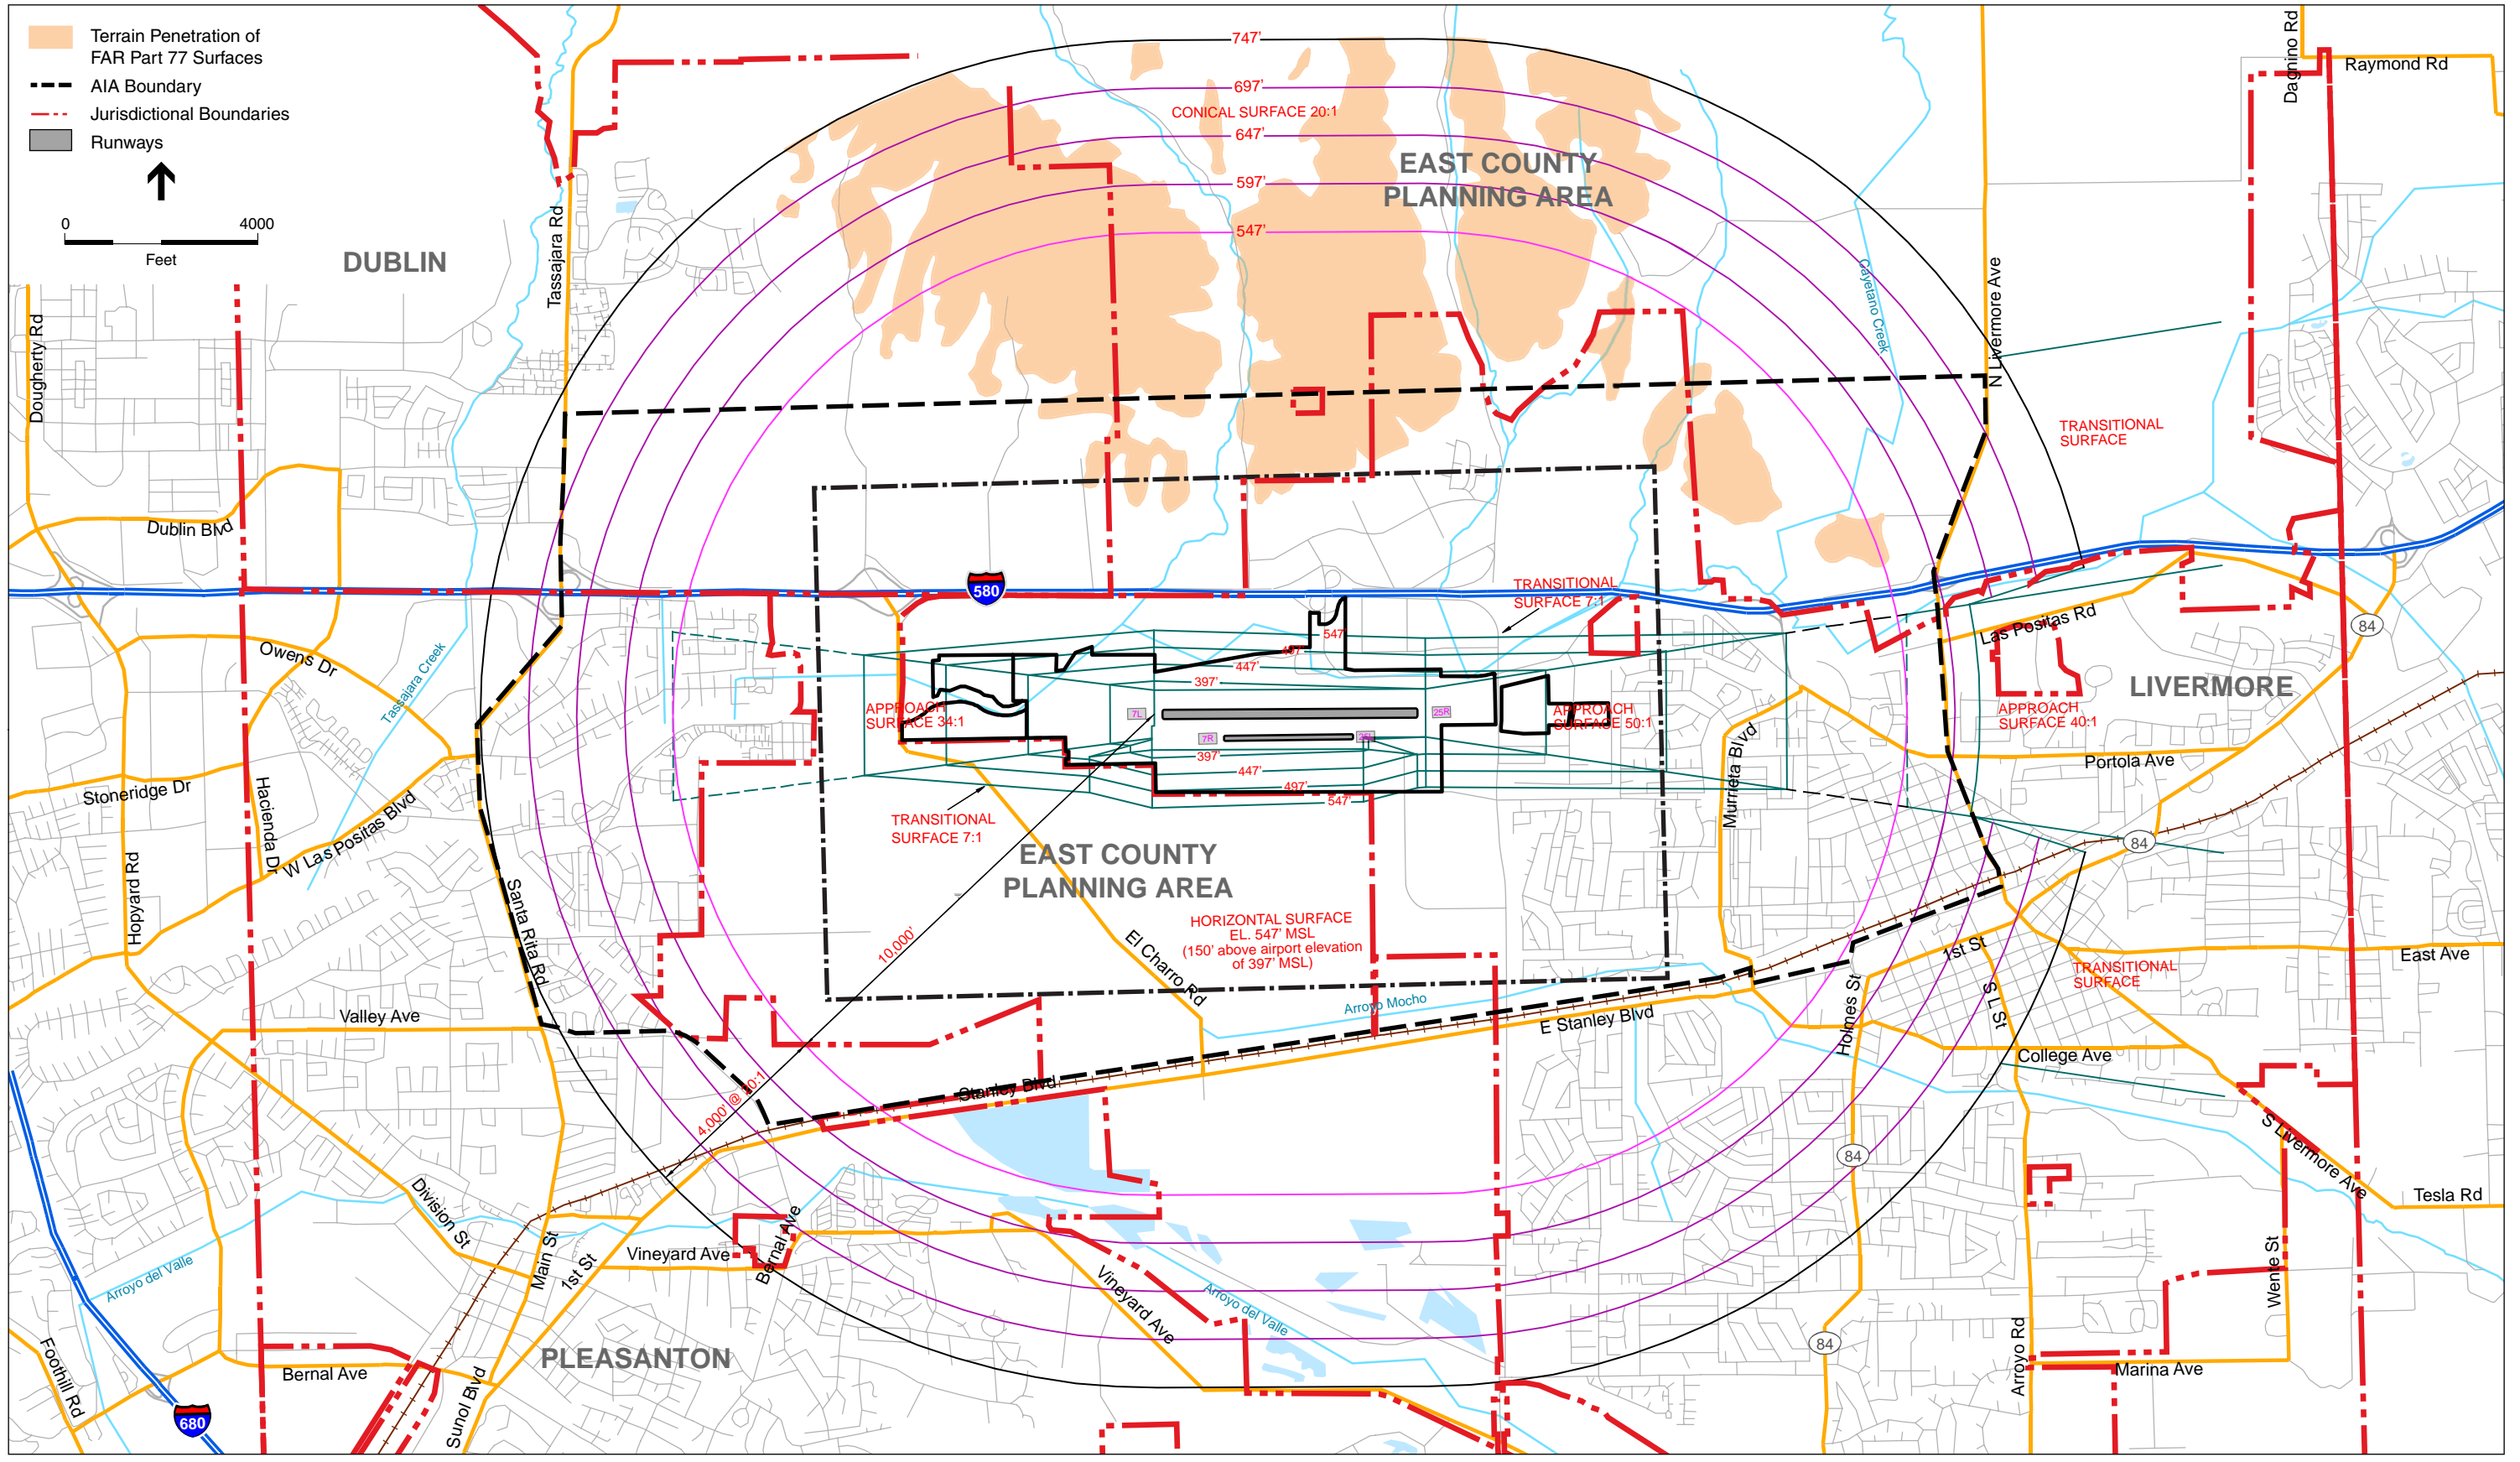 Terrain Penetration of
FAR Part 77 Surfaces
AIA Boundary
Jurisdictional Boundaries
Runways
0 4000
Feet
DUBLIN
Tassajara Rd
Dougherty Rd
747'
697'
CONICAL SURFACE 20:1
647'
597'
547'
EAST COUNTY
PLANNING AREA
Cayetano Creek
N Livermore Ave
Dagnino Rd
Raymond Rd
TRANSITIONAL
SURFACE
Dublin Blvd
580
TRANSITIONAL
SURFACE 7:1
Owens Dr
Tassajara Creek
547'
497'
447'
397'
Las Positas Rd
84
LIVERMORE
APPROACH
SURFACE 34:1
7L
25R
7R
25L
APPROACH
SURFACE 50:1
APPROACH
SURFACE 40:1
397'
447'
497'
547'
Murrieta Blvd
Portola Ave
Stoneridge Dr
Hacienda Dr
W Las Positas Blvd
TRANSITIONAL
SURFACE 7:1
84
EAST COUNTY
PLANNING AREA
Hopyard Rd
Santa Rita Rd
10,000'
HORIZONTAL SURFACE
EL. 547' MSL
(150' above airport elevation
of 397' MSL)
El Charro Rd
1st St
East Ave
TRANSITIONAL
SURFACE
Valley Ave
Arroyo Mocho
E Stanley Blvd
Holmes St
S L St
College Ave
Stanley Blvd
4,000' @ 20:1
84
S Livermore Ave
Tesla Rd
Division St
Main St
1st St
Vineyard Ave
Bernal Ave
Arroyo del Valle
Vineyard Ave
Arroyo del Valle
Wente St
84
Arroyo Rd
Marina Ave
PLEASANTON
Foothill Rd
Bernal Ave
Sunol Blvd
680